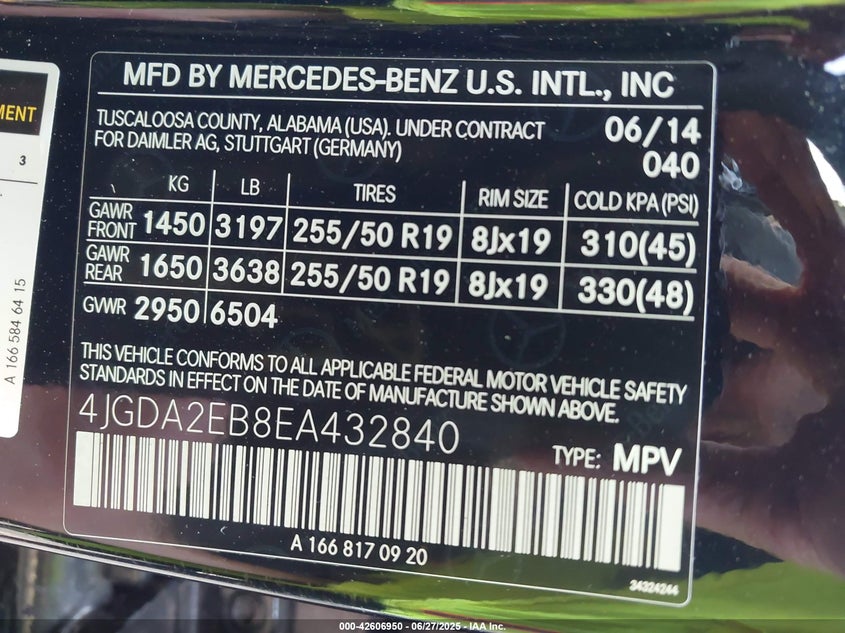 MENT
3
A 166 584 64 15
MFD BY MERCEDES-BENZ U.S. INTL., INC
TUSCALOOSA COUNTY, ALABAMA (USA). UNDER CONTRACT
FOR DAIMLER AG, STUTTGART (GERMANY)
06/14
040
KG LB TIRES RIM SIZE COLD KPA (PSI)
GAWR FRONT 1450 3197 255/50 R19 8Jx19 310(45)
GAWR REAR 1650 3638 255/50 R19 8Jx19 330(48)
GVWR 2950 6504
THIS VEHICLE CONFORMS TO ALL APPLICABLE FEDERAL MOTOR VEHICLE SAFETY
STANDARDS IN EFFECT ON THE DATE OF MANUFACTURE SHOWN ABOVE.
4JGDA2EB8EA432840
TYPE: MPV
A 166 817 09 20
34324244
000-42606950 - 06/27/2025 - IAA Inc.